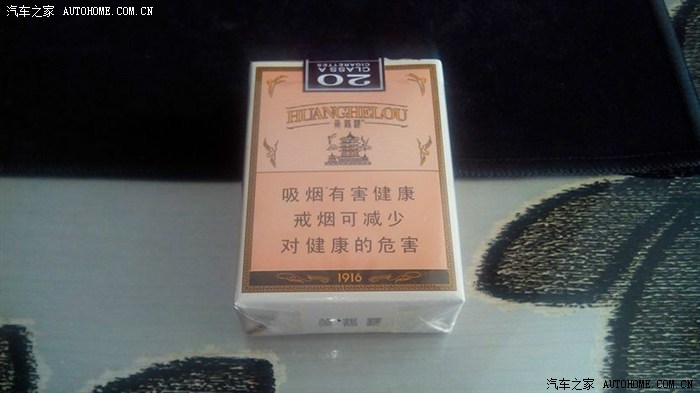 汽车之家 AUTOHOME.COM.CN
20
CLASS A
CIGARETTES
HUANGHELOU
黄鹤楼
吸烟有害健康
戒烟可减少
对健康的危害
1916
汽车之家 AUTOHOME.COM.CN